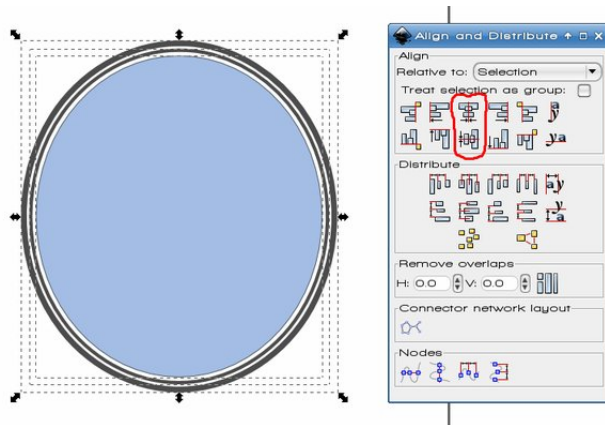 Align and Distribute
Align
Relative to: Selection
Treat selection as group:
Distribute
Remove overlaps
H: 0.0 V: 0.0
Connector network layout
Nodes